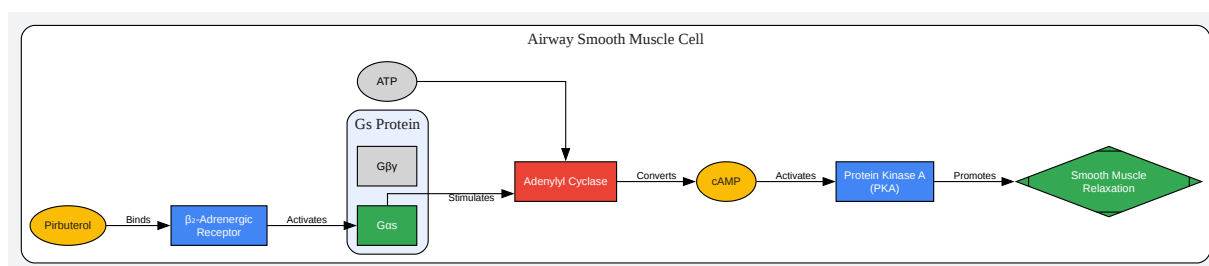 Airway Smooth Muscle Cell
ATP
Gs Protein
Gβγ
Adenylyl Cyclase
Converts
cAMP
Activates
Protein Kinase A
(PKA)
Promotes
Smooth Muscle
Relaxation
Stimulates
Pirbuterol
Binds
β₂-Adrenergic
Receptor
Activates
Gαs